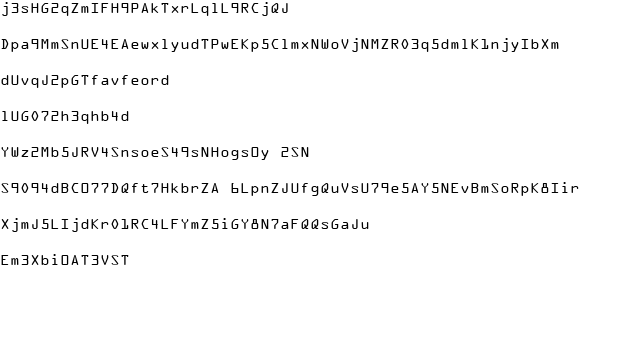 j3sHG2qZmIFH9PAkTxrLqlL9RCjQJ
Dpa9MmSnUE4EAewxlyudTPwEKp5ClmxNWoVjNMZR03q5dmlK1njyIbXm
dUvqJ2pGTfavfeord
lUG072h3qhb4d
YWz2Mb5JRV4SnsoeS49sNHogsOy 2SN
S9094dBC077DQft7HkbrZA 6LpnZJUfgQuVsU79e5AY5NEvBmSoRpK8Iir
XjmJ5LIjdKr01RC4LFYmZ5iGY8N7aFQQsGaJu
Em3XbiOAT3VST